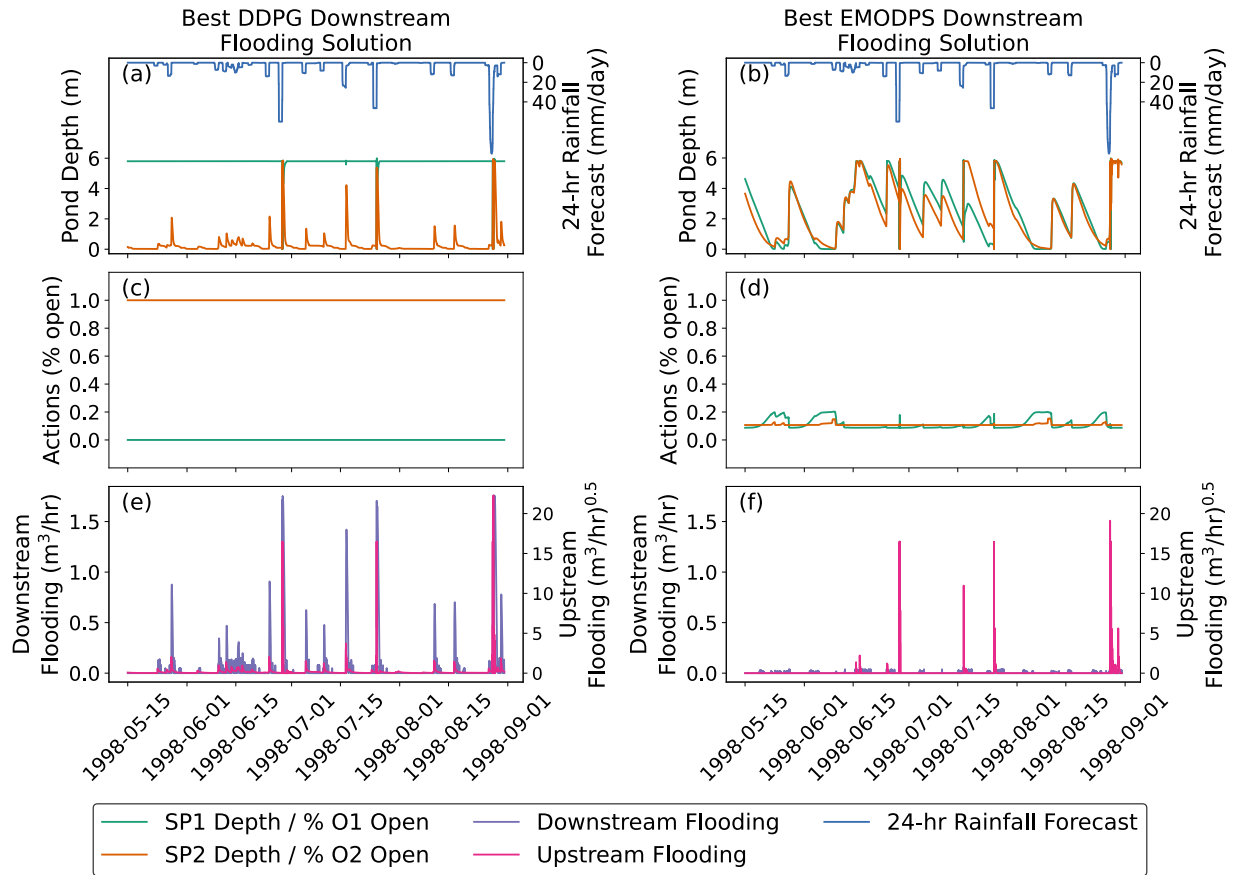 Best DDPG Downstream
Flooding Solution
Best EMODPS Downstream
Flooding Solution
(a)
Pond Depth (m)
6
4
2
0
0
20
40
24-hr Rainfall
Forecast (mm/day)
(b)
Pond Depth (m)
6
4
2
0
0
20
40
24-hr Rainfall
Forecast (mm/day)
(c)
Actions (% open)
1.0
0.8
0.6
0.4
0.2
0.0
(d)
Actions (% open)
1.0
0.8
0.6
0.4
0.2
0.0
(e)
Downstream
Flooding (m³/hr)
1.5
1.0
0.5
0.0
20
15
10
5
0
Upstream
Flooding (m³/hr)⁰·⁵
(f)
Downstream
Flooding (m³/hr)
1.5
1.0
0.5
0.0
20
15
10
5
0
Upstream
Flooding (m³/hr)⁰·⁵
1998-05-15
1998-06-01
1998-06-15
1998-07-01
1998-07-15
1998-08-01
1998-08-15
1998-09-01
1998-05-15
1998-06-01
1998-06-15
1998-07-01
1998-07-15
1998-08-01
1998-08-15
1998-09-01
SP1 Depth / % O1 Open
SP2 Depth / % O2 Open
Downstream Flooding
Upstream Flooding
24-hr Rainfall Forecast